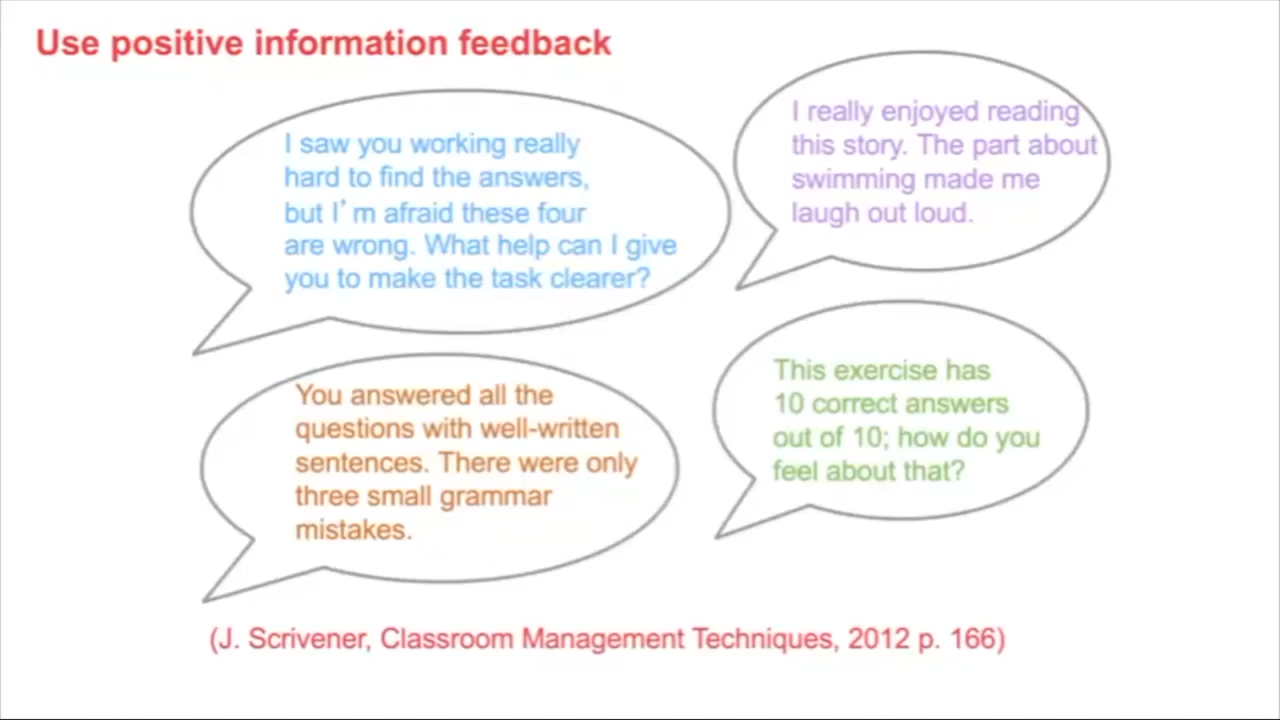 Use positive information feedback
I saw you working really
hard to find the answers,
but I'm afraid these four
are wrong. What help can I give
you to make the task clearer?
I really enjoyed reading
this story. The part about
swimming made me
laugh out loud.
You answered all the
questions with well-written
sentences. There were only
three small grammar
mistakes.
This exercise has
10 correct answers
out of 10; how do you
feel about that?
(J. Scrivener, Classroom Management Techniques, 2012 p. 166)